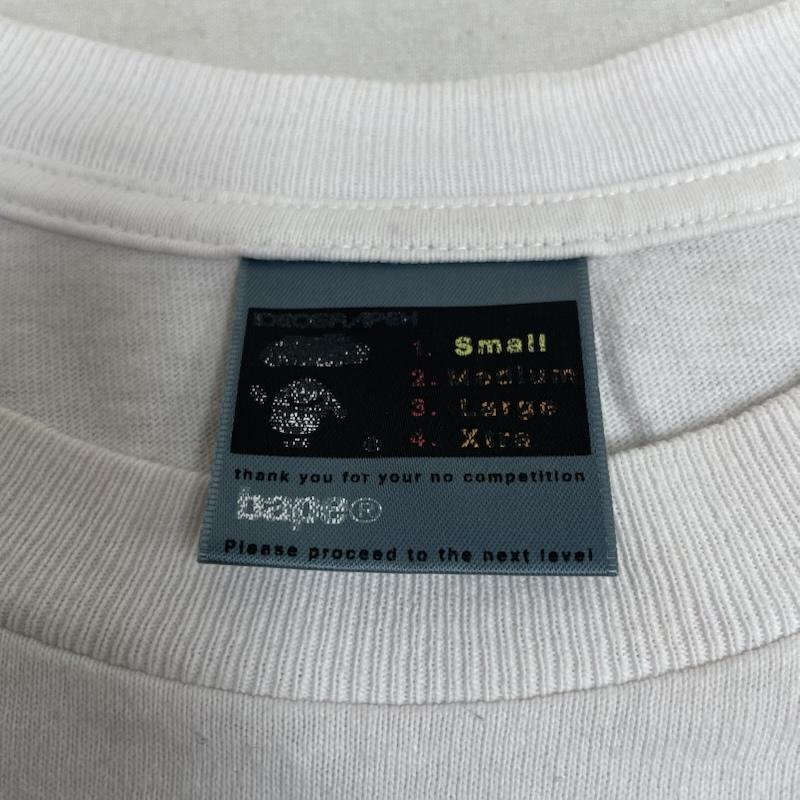 IDEOGRAPEH
1. Small
2. Medium
3. Large
4. Xtra
thank you for your no competition
bape®
Please proceed to the next level